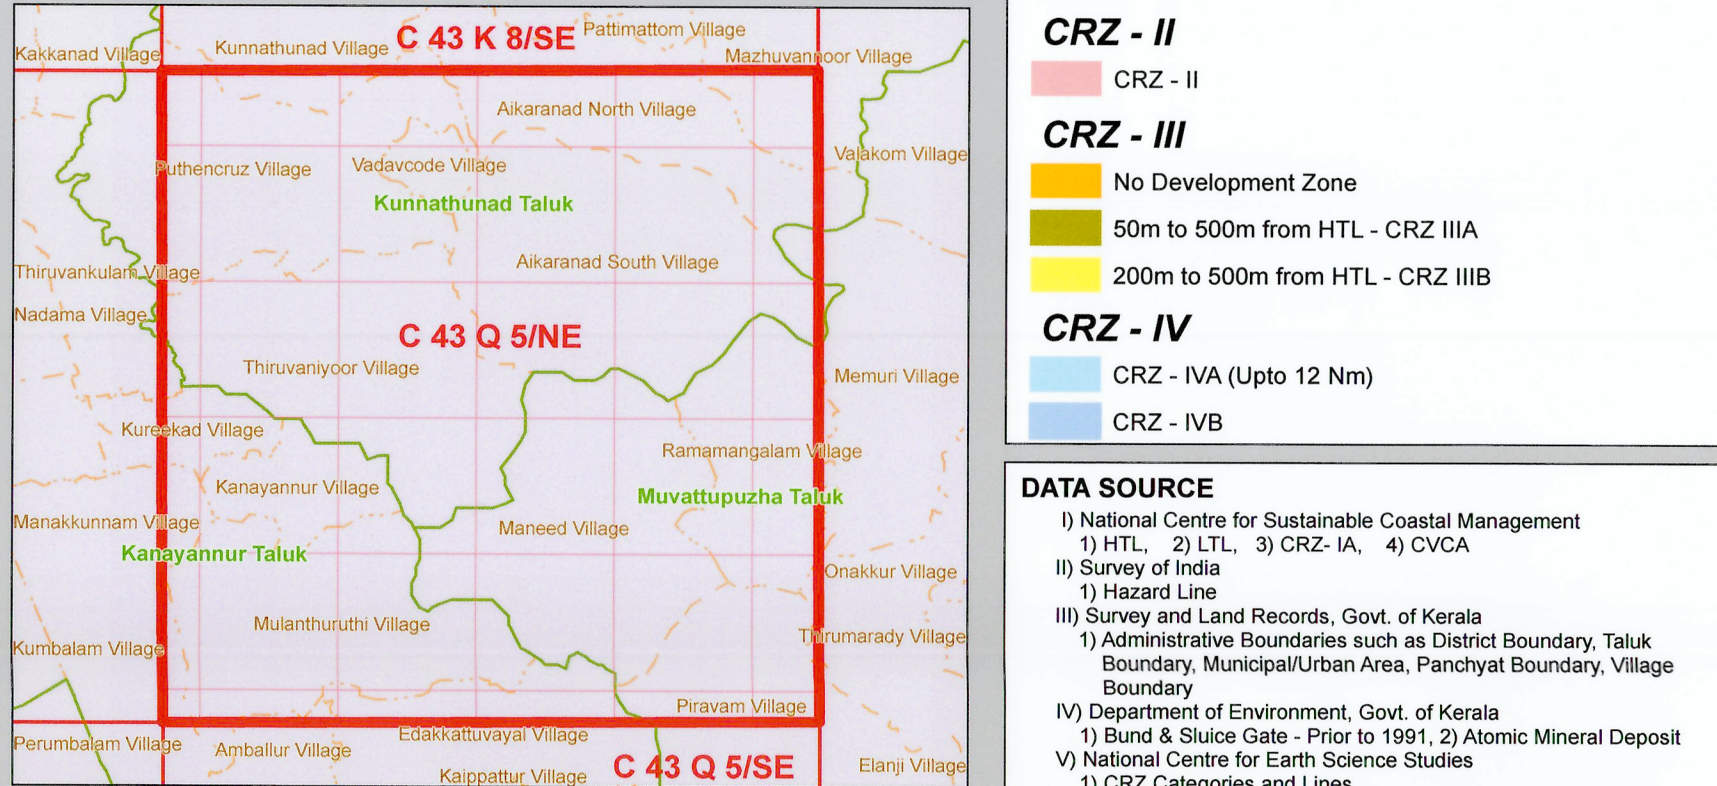 Kakkanad Village
Kunnathunad Village
C 43 K 8/SE
Pattimattom Village
Mazhuvannoor Village
Aikaranad North Village
Puthencruz Village
Vadavcode Village
Valakom Village
Kunnathunad Taluk
Thiruvankulam Village
Aikaranad South Village
Nadama Village
C 43 Q 5/NE
Thiruvaniyoor Village
Memuri Village
Kureekad Village
Ramamangalam Village
Kanayannur Village
Muvattupuzha Taluk
Manakkunnam Village
Maneed Village
Kanayannur Taluk
Onakkur Village
Mulanthuruthi Village
Thirumarady Village
Kumbalam Village
Piravam Village
Perumbalam Village
Amballur Village
Edakkattuvayal Village
Kaippattur Village
C 43 Q 5/SE
Elanji Village
CRZ - II
CRZ - II
CRZ - III
No Development Zone
50m to 500m from HTL - CRZ IIIA
200m to 500m from HTL - CRZ IIIB
CRZ - IV
CRZ - IVA (Upto 12 Nm)
CRZ - IVB
DATA SOURCE
I) National Centre for Sustainable Coastal Management
1) HTL, 2) LTL, 3) CRZ- IA, 4) CVCA
II) Survey of India
1) Hazard Line
III) Survey and Land Records, Govt. of Kerala
1) Administrative Boundaries such as District Boundary, Taluk
Boundary, Municipal/Urban Area, Panchyat Boundary, Village
Boundary
IV) Department of Environment, Govt. of Kerala
1) Bund & Sluice Gate - Prior to 1991, 2) Atomic Mineral Deposit
V) National Centre for Earth Science Studies
1) CRZ Categories and Lines